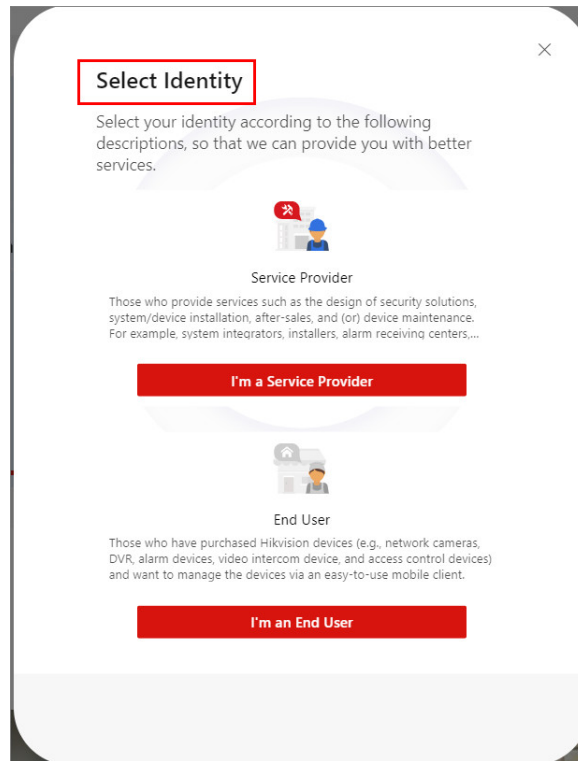 Select Identity
Select your identity according to the following
descriptions, so that we can provide you with better
services.
Service Provider
Those who provide services such as the design of security solutions,
system/device installation, after-sales, and (or) device maintenance.
For example, system integrators, installers, alarm receiving centers,...
I'm a Service Provider
End User
Those who have purchased Hikvision devices (e.g., network cameras,
DVR, alarm devices, video intercom device, and access control devices)
and want to manage the devices via an easy-to-use mobile client.
I'm an End User